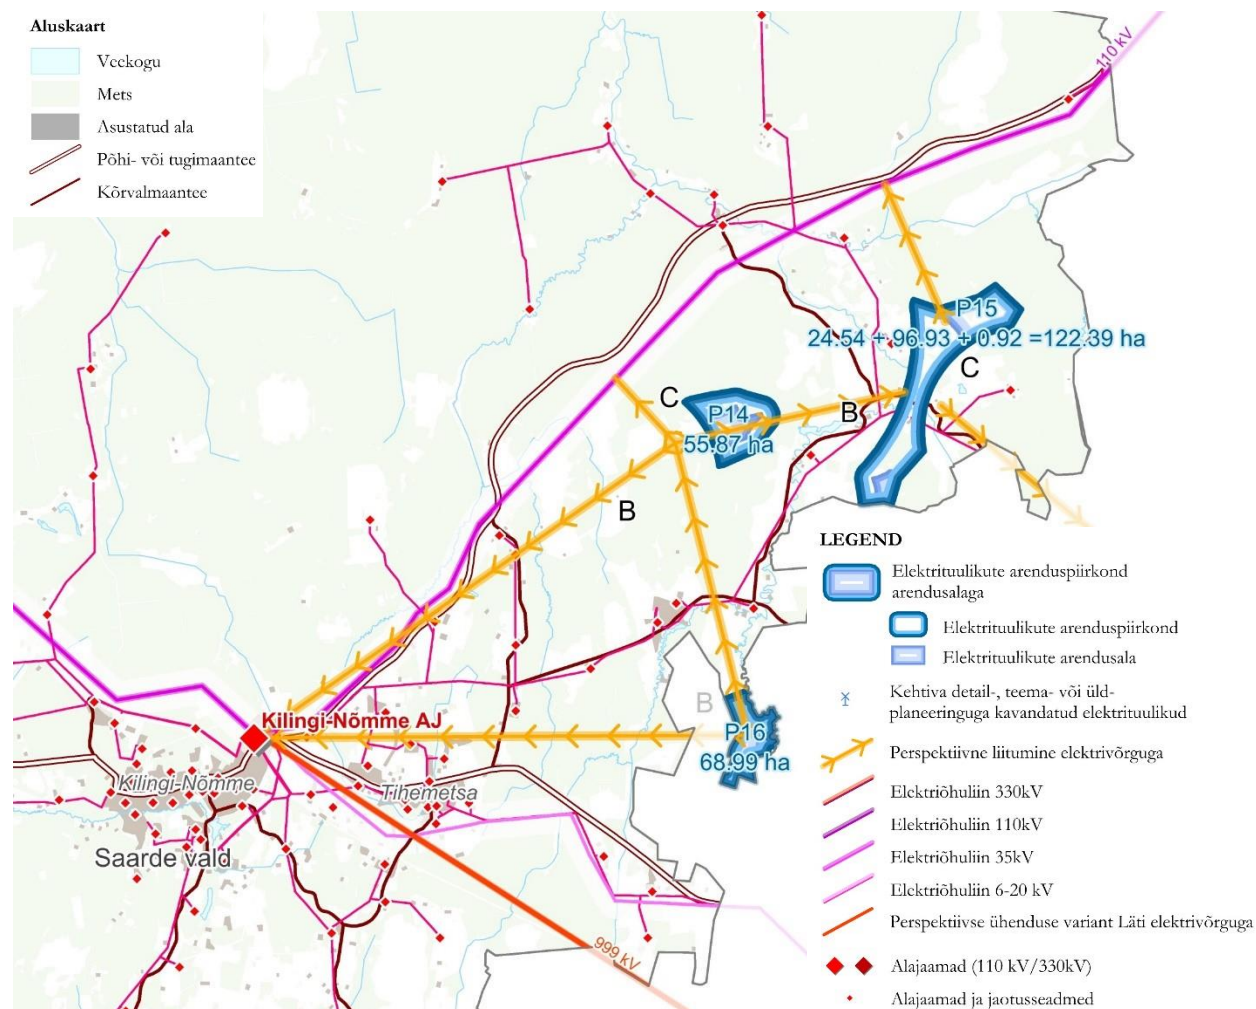 Aluskaart
Veekogu
Mets
Asustatud ala
Põhi- või tugimaantee
Kõrvalmaantee
110 kV
P15
24.54 + 96.93 + 0.92 =122.39 ha
C
C
P14
B
55.87 ha
B
B
P16
68.99 ha
Kilingi-Nõmme AJ
Kilingi-Nõmme
Tihemetsa
Saarde vald
999 kV
LEGEND
Elektrituulikute arenduspiirkond
arendusalaga
Elektrituulikute arenduspiirkond
Elektrituulikute arendusala
Kehtiva detail-, teema- või üld-
planeeringuga kavandatud elektrituulikud
Perspektiivne liitumine elektrivõrguga
Elektriõhuliin 330kV
Elektriõhuliin 110kV
Elektriõhuliin 35kV
Elektriõhuliin 6-20 kV
Perspektiivse ühenduse variant Läti elektrivõrguga
Alajaamad (110 kV/330kV)
Alajaamad ja jaotusseadmed